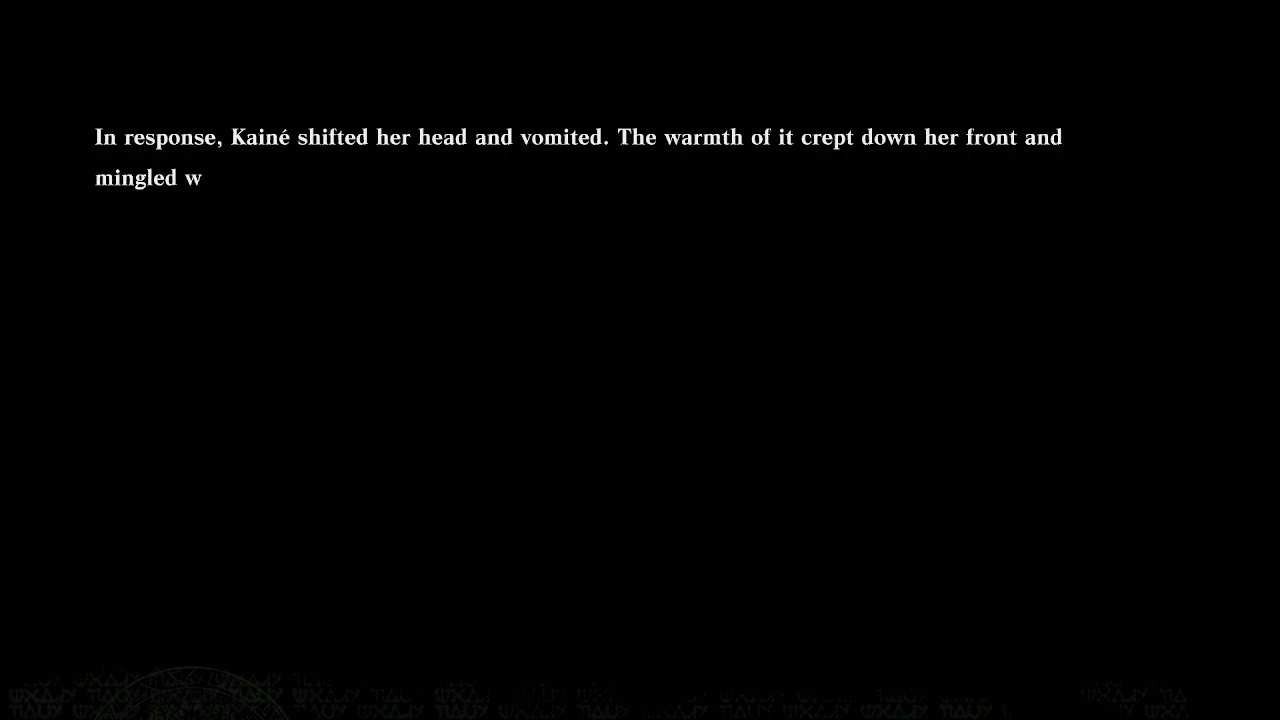 In response, Kainé shifted her head and vomited. The warmth of it crept down her front and
mingled w